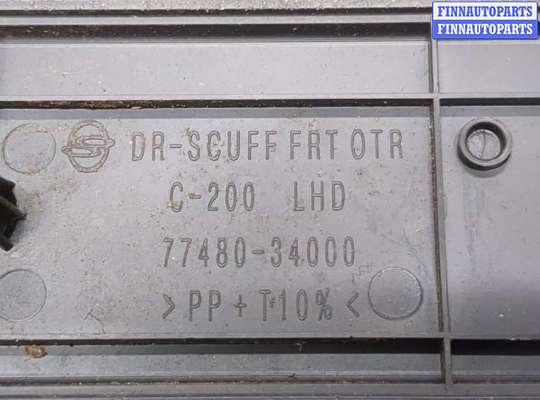 FINNAUTOPARTS
FINNAUTOPARTS
DR-SCUFF FRT OTR
C-200 LHD
77480-34000
>PP+T10%<